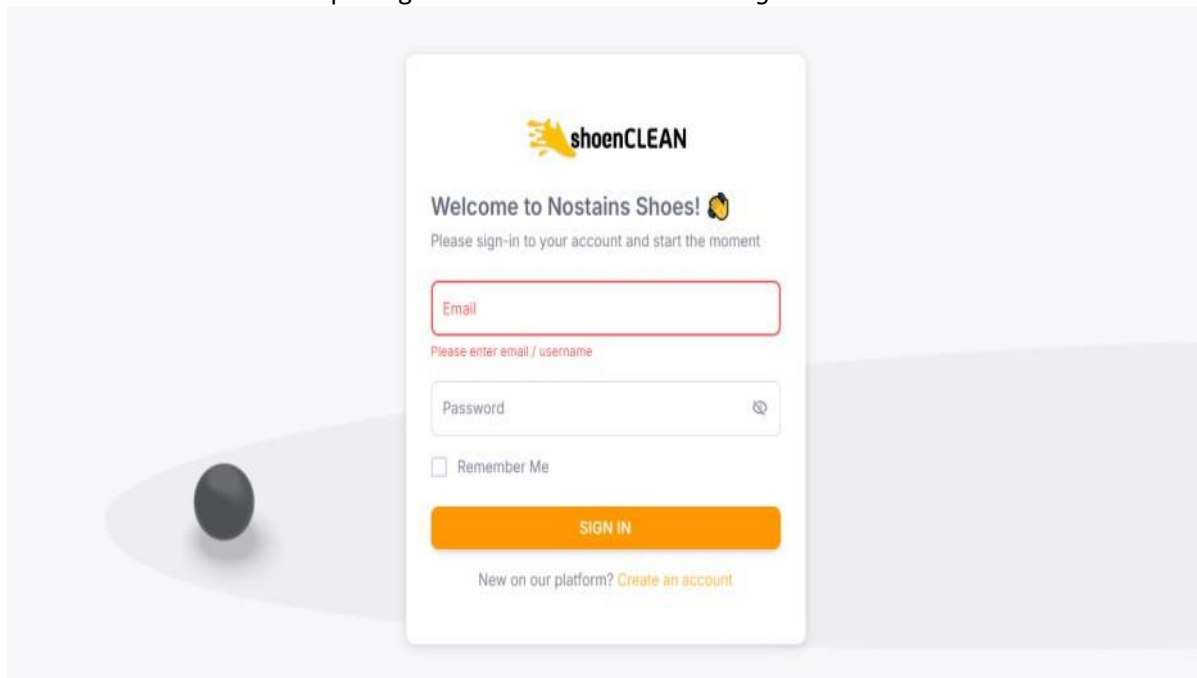 shoenCLEAN
Welcome to Nostains Shoes!
Please sign-in to your account and start the moment
Email
Please enter email / username
Password
Remember Me
SIGN IN
New on our platform? Create an account